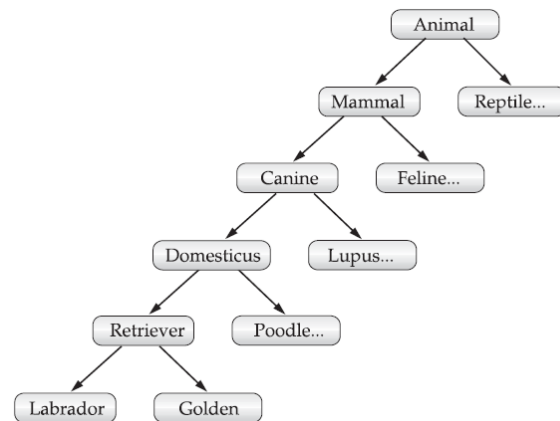 Animal
Mammal
Reptile...
Canine
Feline...
Domesticus
Lupus...
Retriever
Poodle...
Labrador
Golden